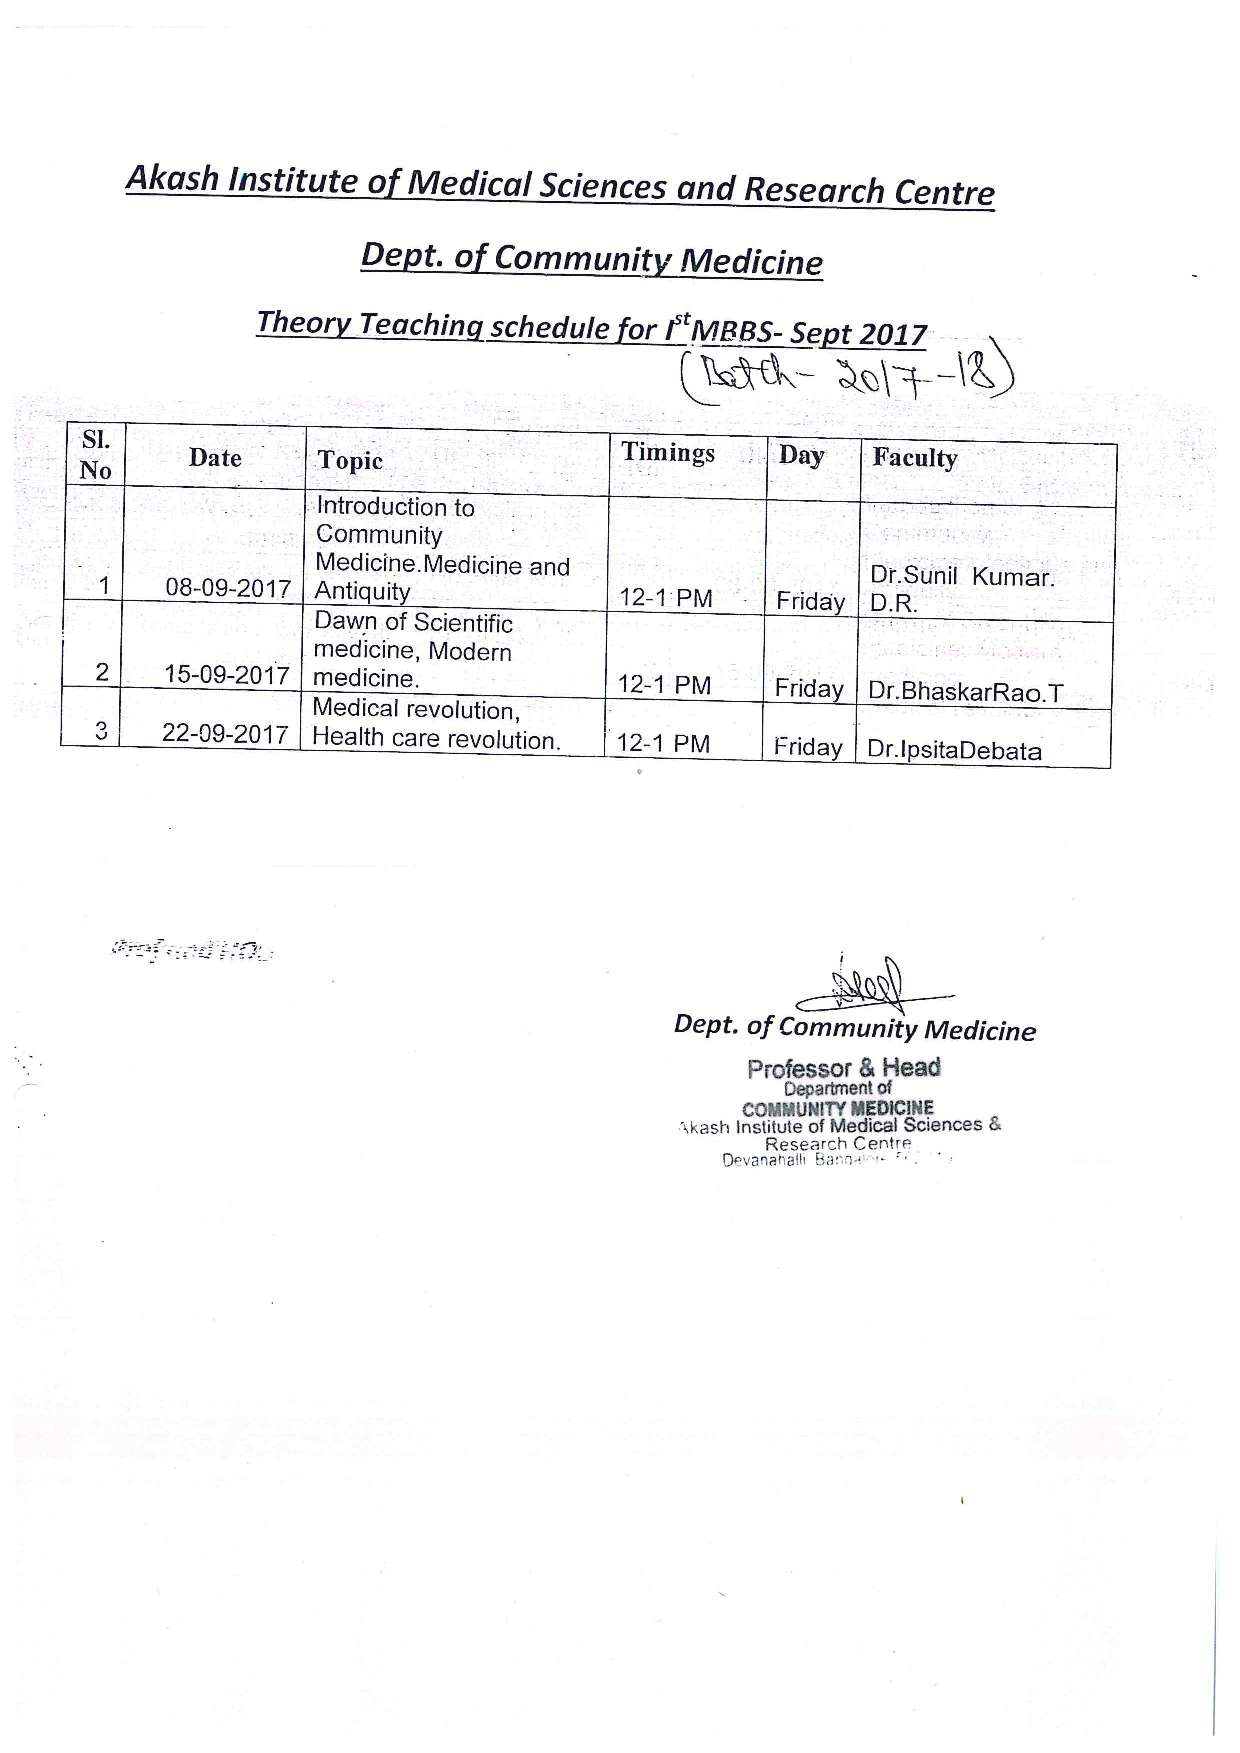 Akash Institute of Medical Sciences and Research Centre
Dept. of Community Medicine
Theory Teaching schedule for Ist MBBS- Sept 2017
(Batch - 2017-18)
Sl. No Date Topic Timings Day Faculty
1 08-09-2017 Introduction to Community Medicine.Medicine and Antiquity 12-1 PM Friday Dr.Sunil Kumar. D.R.
2 15-09-2017 Dawn of Scientific medicine, Modern medicine. 12-1 PM Friday Dr.BhaskarRao.T
3 22-09-2017 Medical revolution, Health care revolution. 12-1 PM Friday Dr.IpsitaDebata
Dept. of Community Medicine
Professor & Head
Department of
COMMUNITY MEDICINE
Akash Institute of Medical Sciences &
Research Centre
Devanahalli